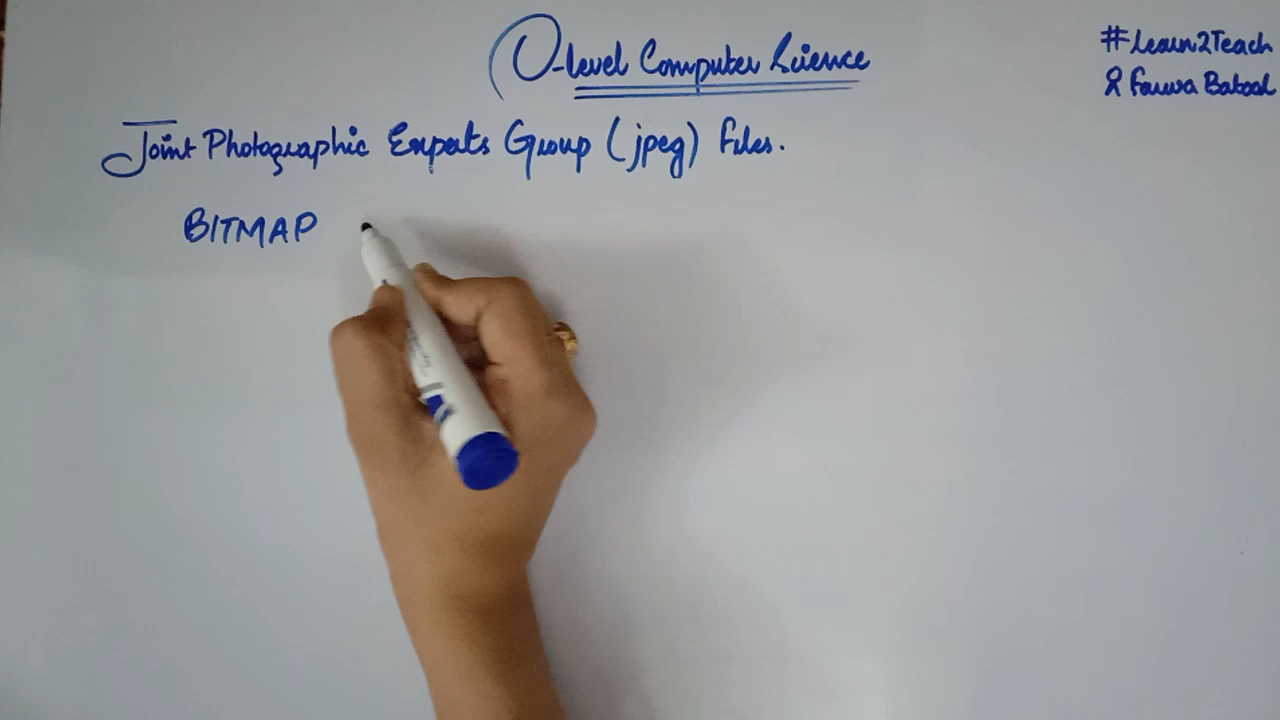 O-level Computer Science
#Learn2Teach
Farwa Batool
Joint Photographic Experts Group (jpeg) files.
BITMAP